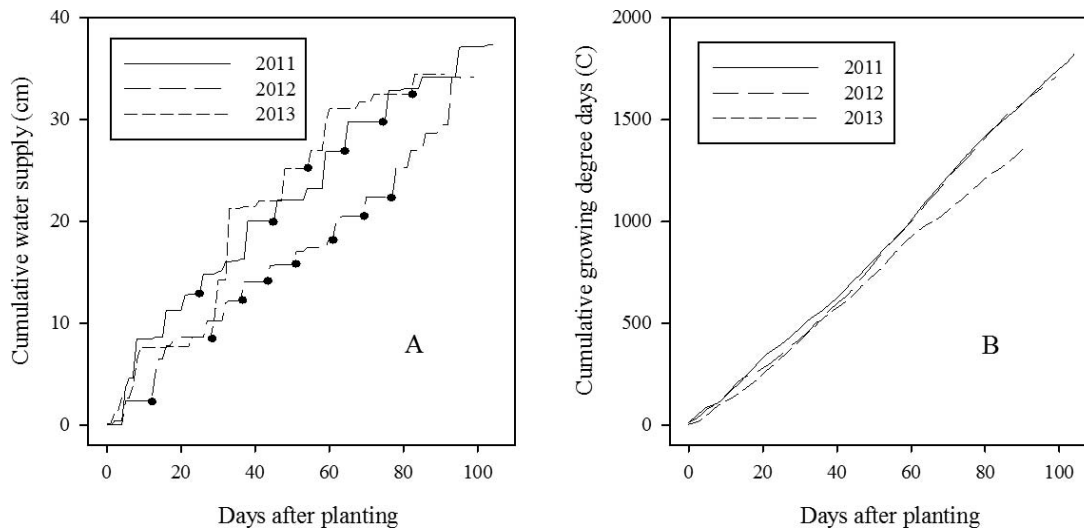 Cumulative water supply (cm)
40
30
20
10
0
2011
2012
2013
A
0 20 40 60 80 100
Days after planting
Cumulative growing degree days (C)
2000
1500
1000
500
0
2011
2012
2013
B
0 20 40 60 80 100
Days after planting